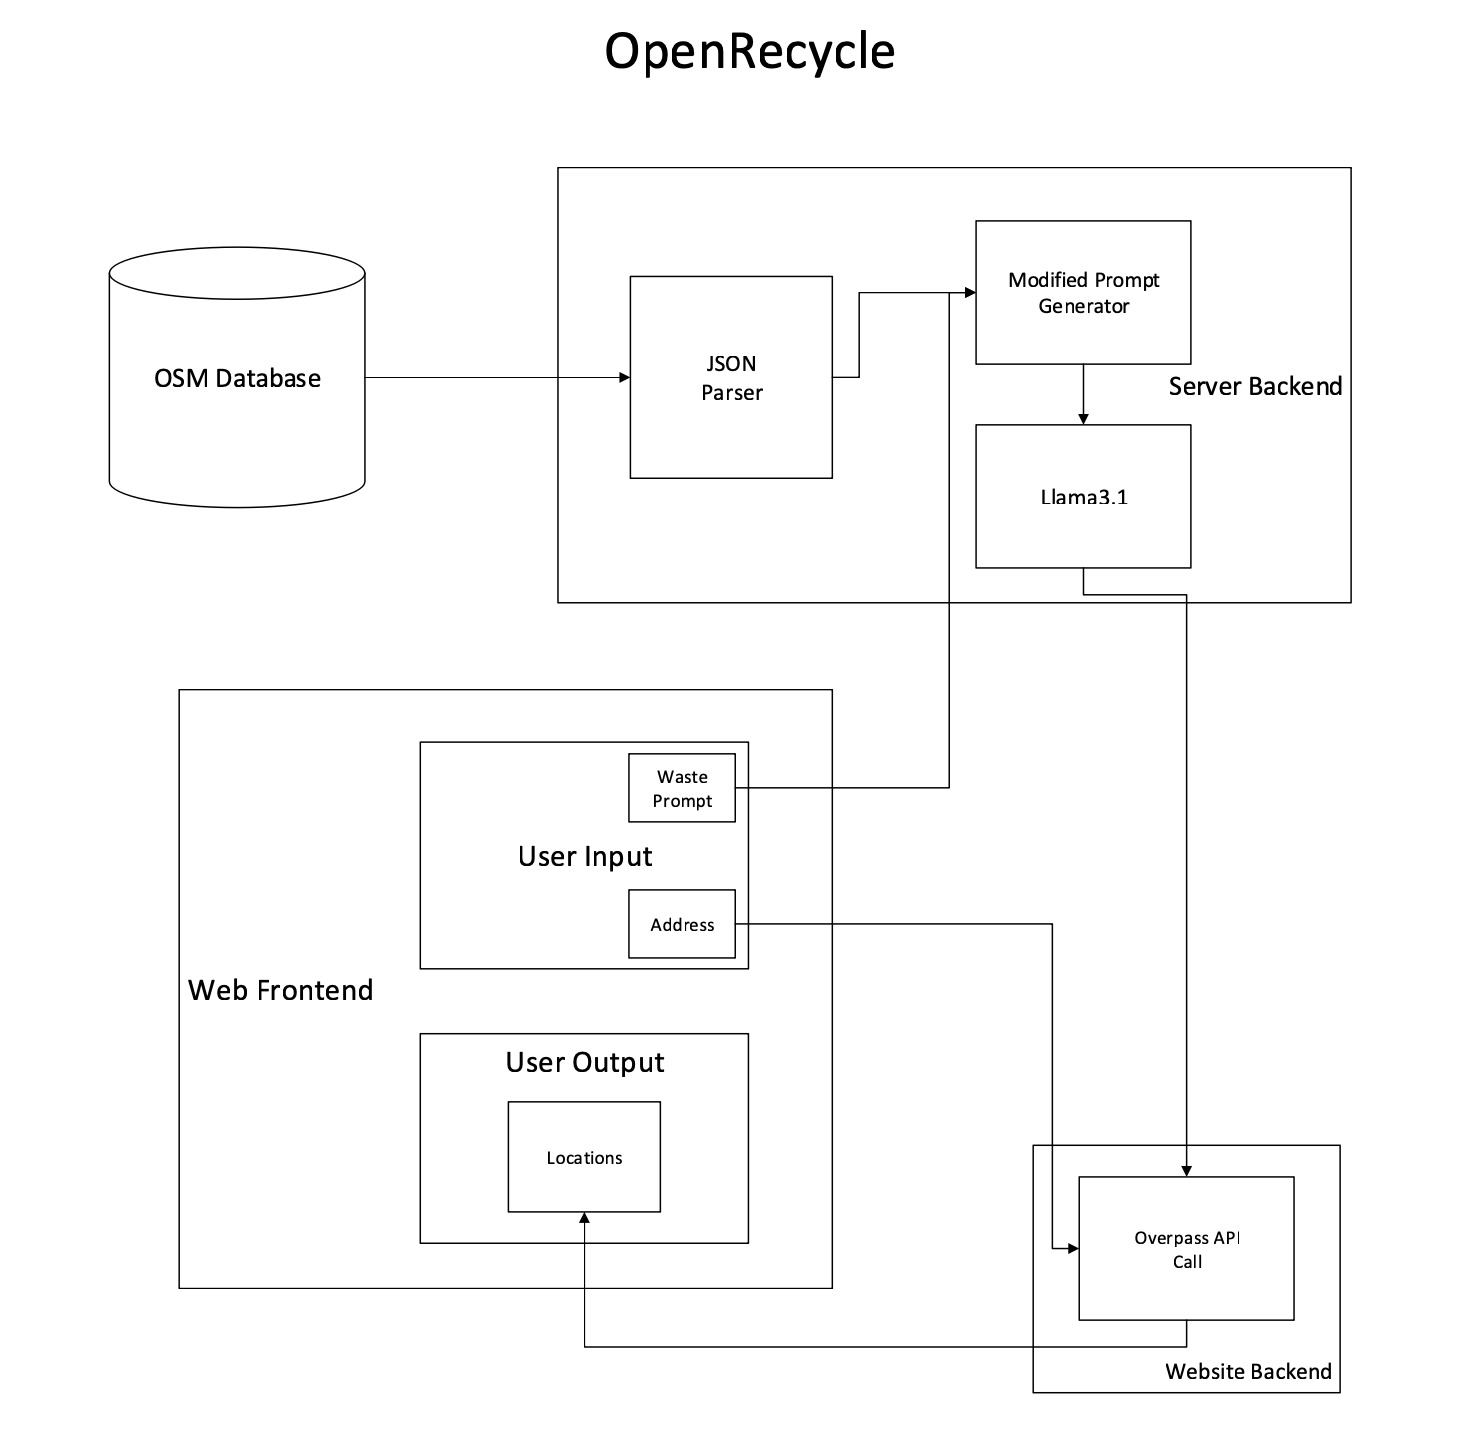 OpenRecycle
OSM Database
JSON
Parser
Modified Prompt
Generator
Server Backend
Llama3.1
Waste
Prompt
User Input
Address
Web Frontend
User Output
Locations
Overpass API
Call
Website Backend